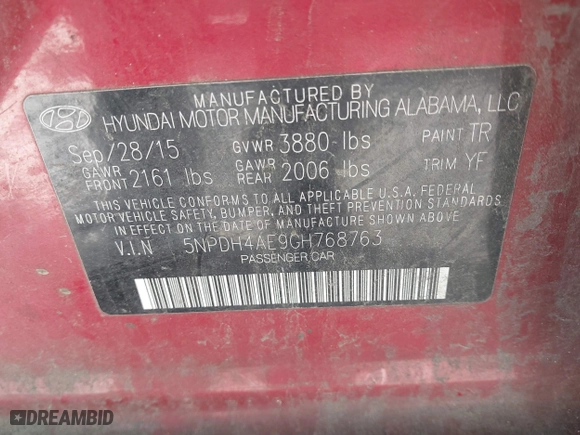 MANUFACTURED BY
HYUNDAI MOTOR MANUFACTURING ALABAMA, LLC
Sep/28/15 GVWR 3880 lbs PAINT TR
GAWR FRONT 2161 lbs GAWR REAR 2006 lbs TRIM YF
THIS VEHICLE CONFORMS TO ALL APPLICABLE U.S.A. FEDERAL
MOTOR VEHICLE SAFETY, BUMPER, AND THEFT PREVENTION STANDARDS
IN EFFECT ON THE DATE OF MANUFACTURE SHOWN ABOVE.
V.I.N 5NPDH4AE9GH768763
PASSENGER CAR
DREAMBID